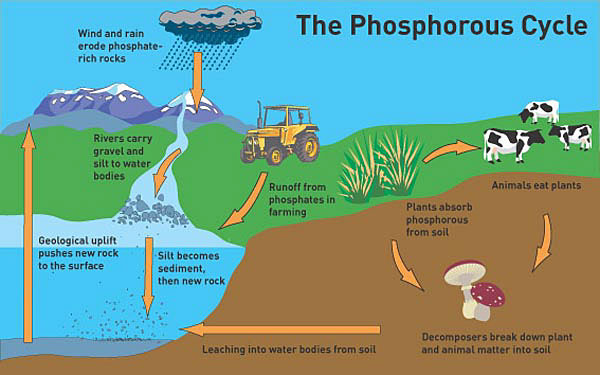 The Phosphorous Cycle
Wind and rain
erode phosphate-
rich rocks
Rivers carry
gravel and
silt to water
bodies
Runoff from
phosphates in
farming
Plants absorb
phosphorous
from soil
Animals eat plants
Geological uplift
pushes new rock
to the surface
Silt becomes
sediment,
then new rock
Leaching into water bodies from soil
Decomposers break down plant
and animal matter into soil